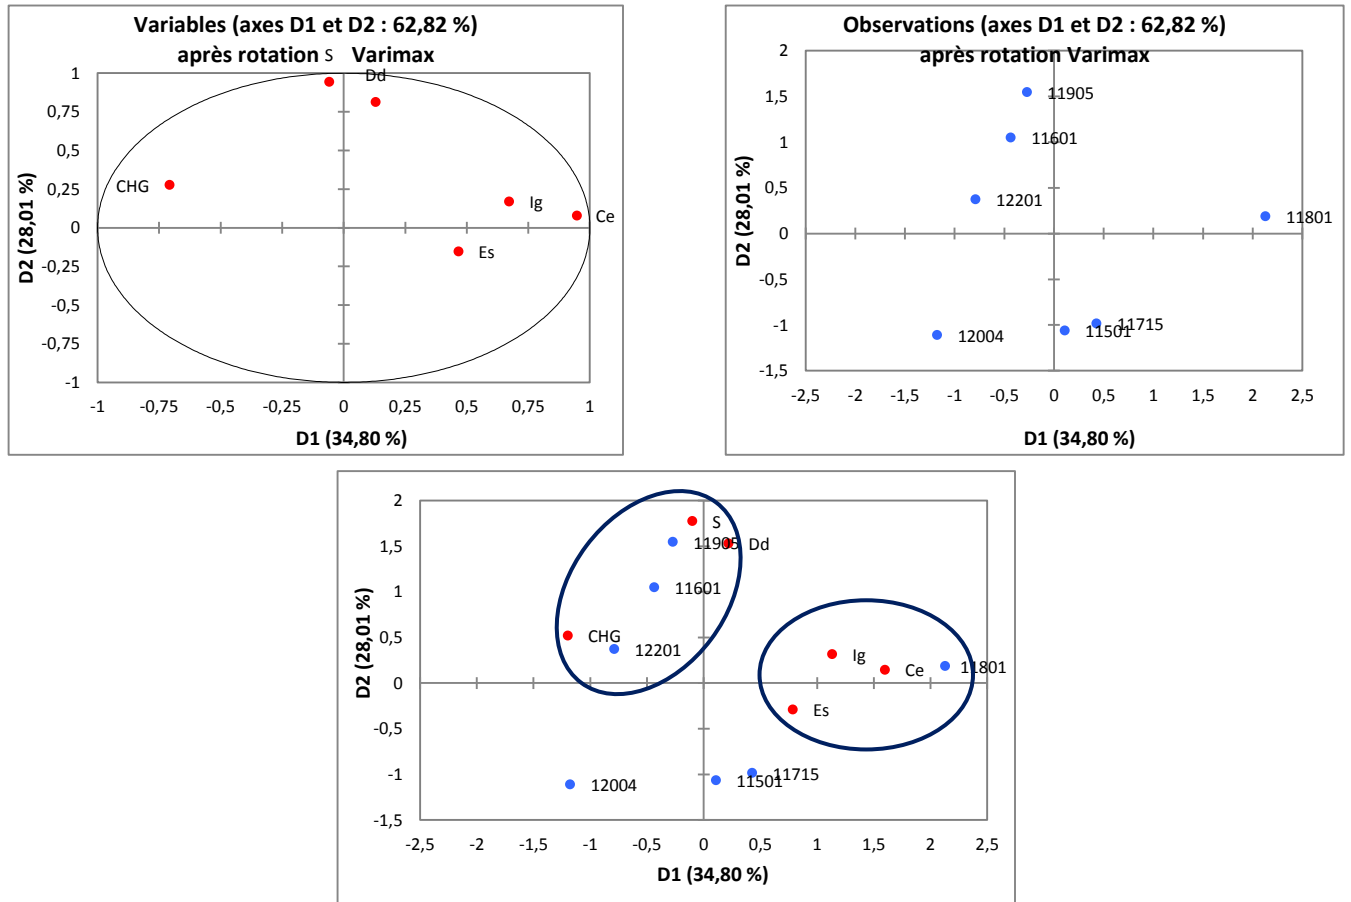 Variables (axes D1 et D2 : 62,82 %)
après rotation S Varimax
Dd
CHG
Ig
Ce
Es
1
0,75
0,5
0,25
0
-0,25
-0,5
-0,75
-1
-1 -0,75 -0,5 -0,25 0 0,25 0,5 0,75 1
D2 (28,01 %)
D1 (34,80 %)
Observations (axes D1 et D2 : 62,82 %)
après rotation Varimax
11905
11601
12201
11801
11715
11501
12004
2
1,5
1
0,5
0
-0,5
-1
-1,5
-2,5 -2 -1,5 -1 -0,5 0 0,5 1 1,5 2 2,5
D2 (28,01 %)
D1 (34,80 %)
S
11905 Dd
11601
CHG
12201
Ig
Ce
11801
Es
11715
11501
12004
2
1,5
1
0,5
0
-0,5
-1
-1,5
-2,5 -2 -1,5 -1 -0,5 0 0,5 1 1,5 2 2,5
D2 (28,01 %)
D1 (34,80 %)